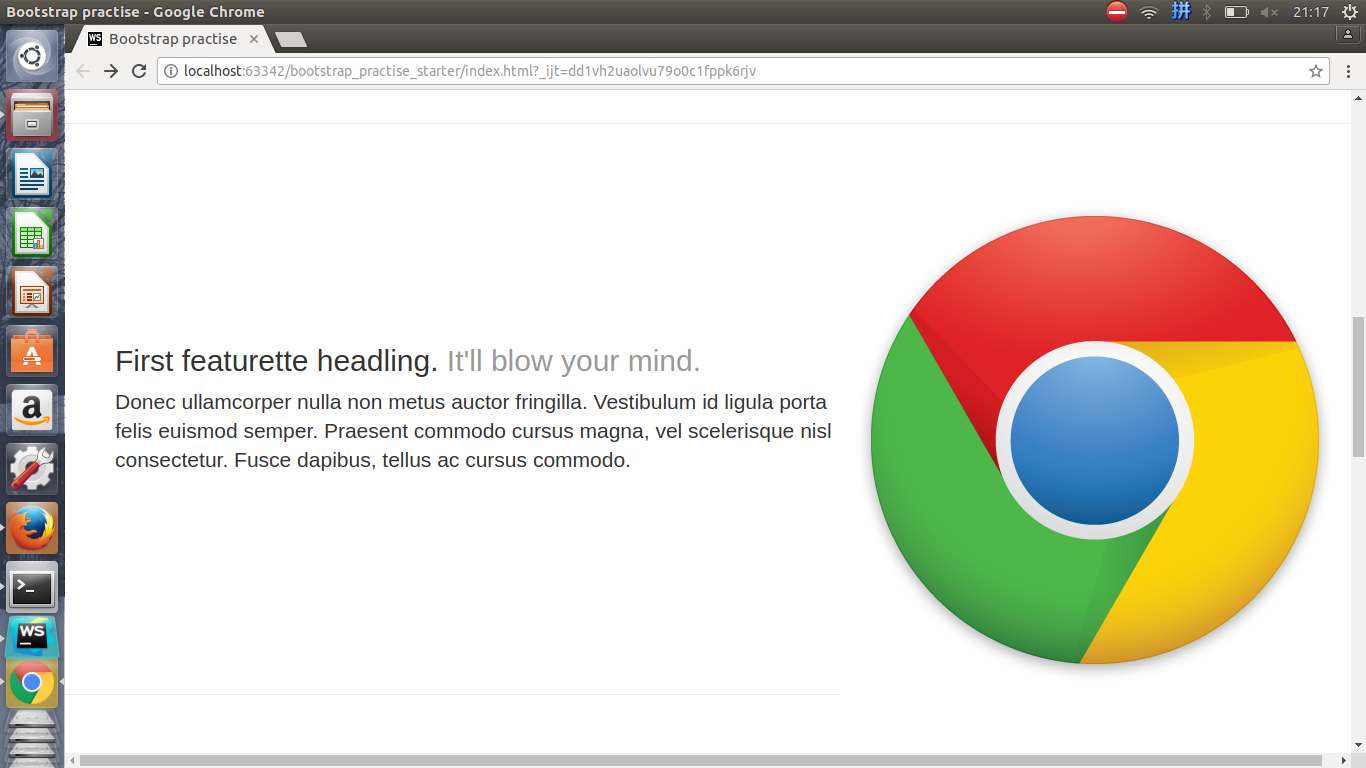 Bootstrap practise - Google Chrome
拼
21:17
WS
Bootstrap practise
localhost:63342/bootstrap_practise_starter/index.html?_ijt=dd1vh2uaolvu79o0c1fppk6rjv
First featurette headling. It'll blow your mind.
Donec ullamcorper nulla non metus auctor fringilla. Vestibulum id ligula porta
felis euismod semper. Praesent commodo cursus magna, vel scelerisque nisl
consectetur. Fusce dapibus, tellus ac cursus commodo.
A
a
>_
WS